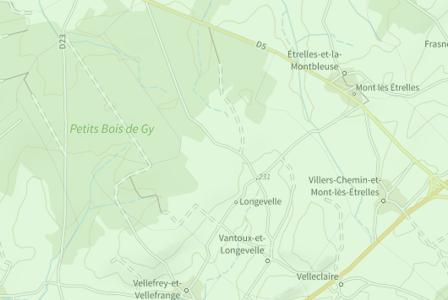 D23
D5
Frasne
Étrelles-et-la-
Montbleuse
Mont lès Étrelles
Petits Bois de Gy
231
Villers-Chemin-et-
Mont-lès-Étrelles
Longevelle
Vantoux-et-
Longevelle
Velleclaire
Vellefrey-et-
Vellefrange